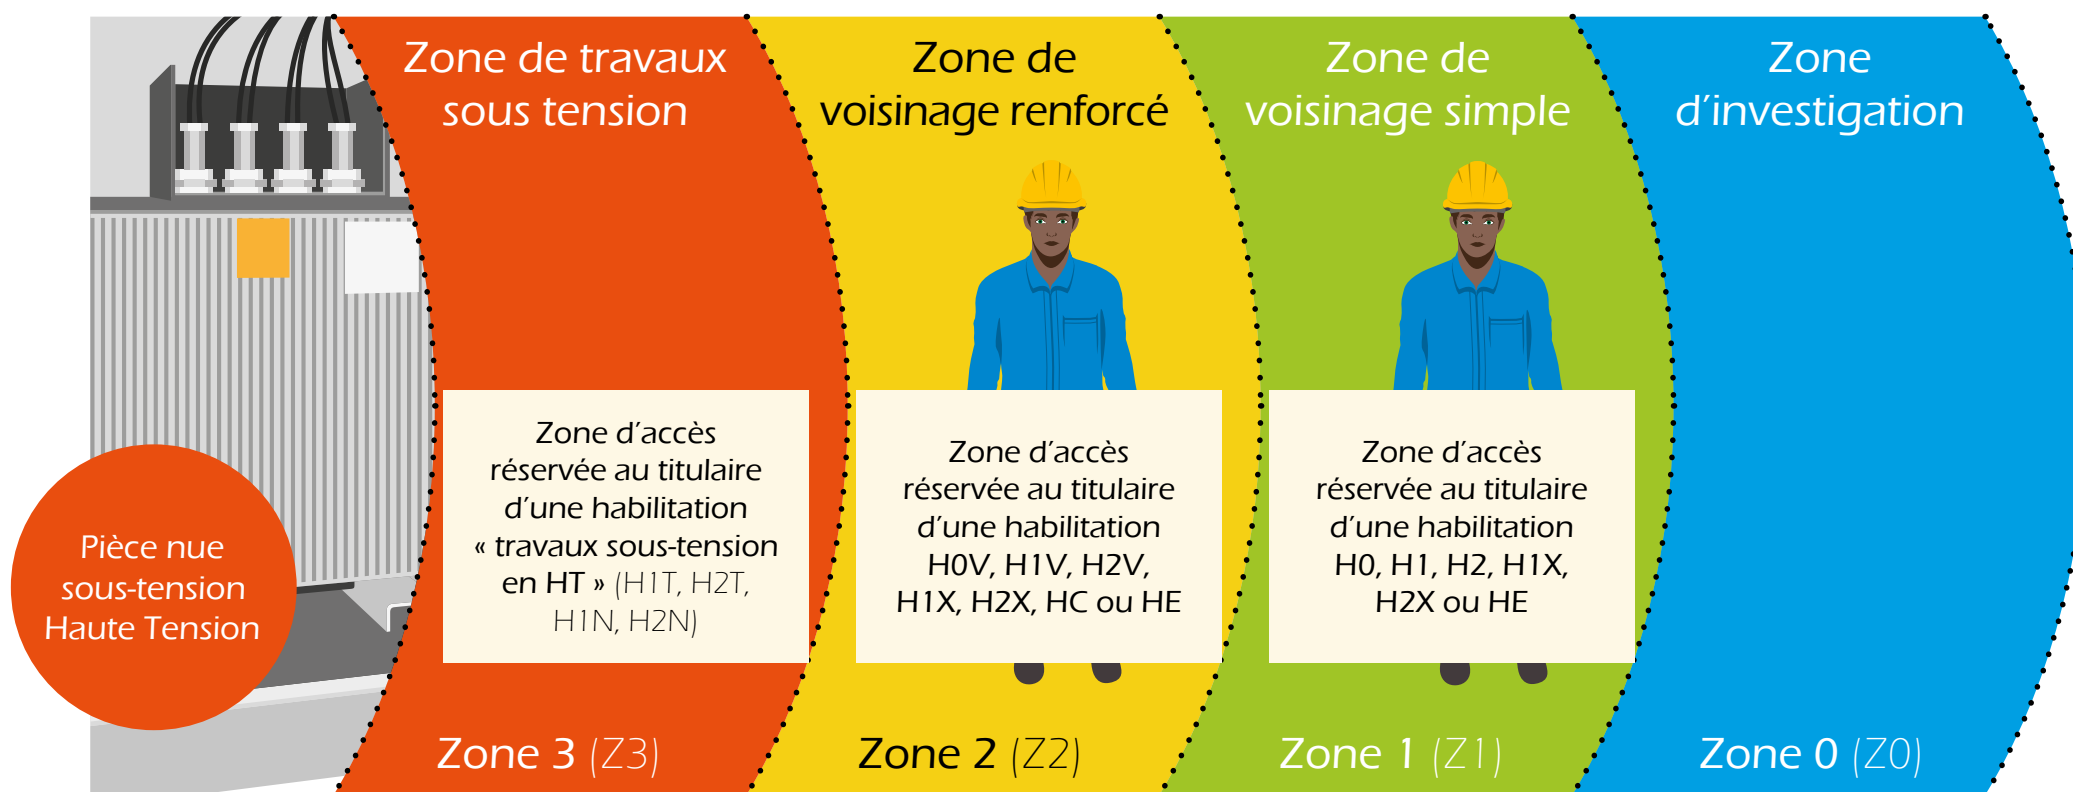 Zone de travaux
sous tension
Zone de
voisinage renforcé
Zone de
voisinage simple
Zone
d'investigation
Pièce nue
sous-tension
Haute Tension
Zone d'accès
réservée au titulaire
d'une habilitation
« travaux sous-tension
en HT » (H1T, H2T,
H1N, H2N)
Zone d'accès
réservée au titulaire
d'une habilitation
H0V, H1V, H2V,
H1X, H2X, HC ou HE
Zone d'accès
réservée au titulaire
d'une habilitation
H0, H1, H2, H1X,
H2X ou HE
Zone 3 (Z3)
Zone 2 (Z2)
Zone 1 (Z1)
Zone 0 (Z0)